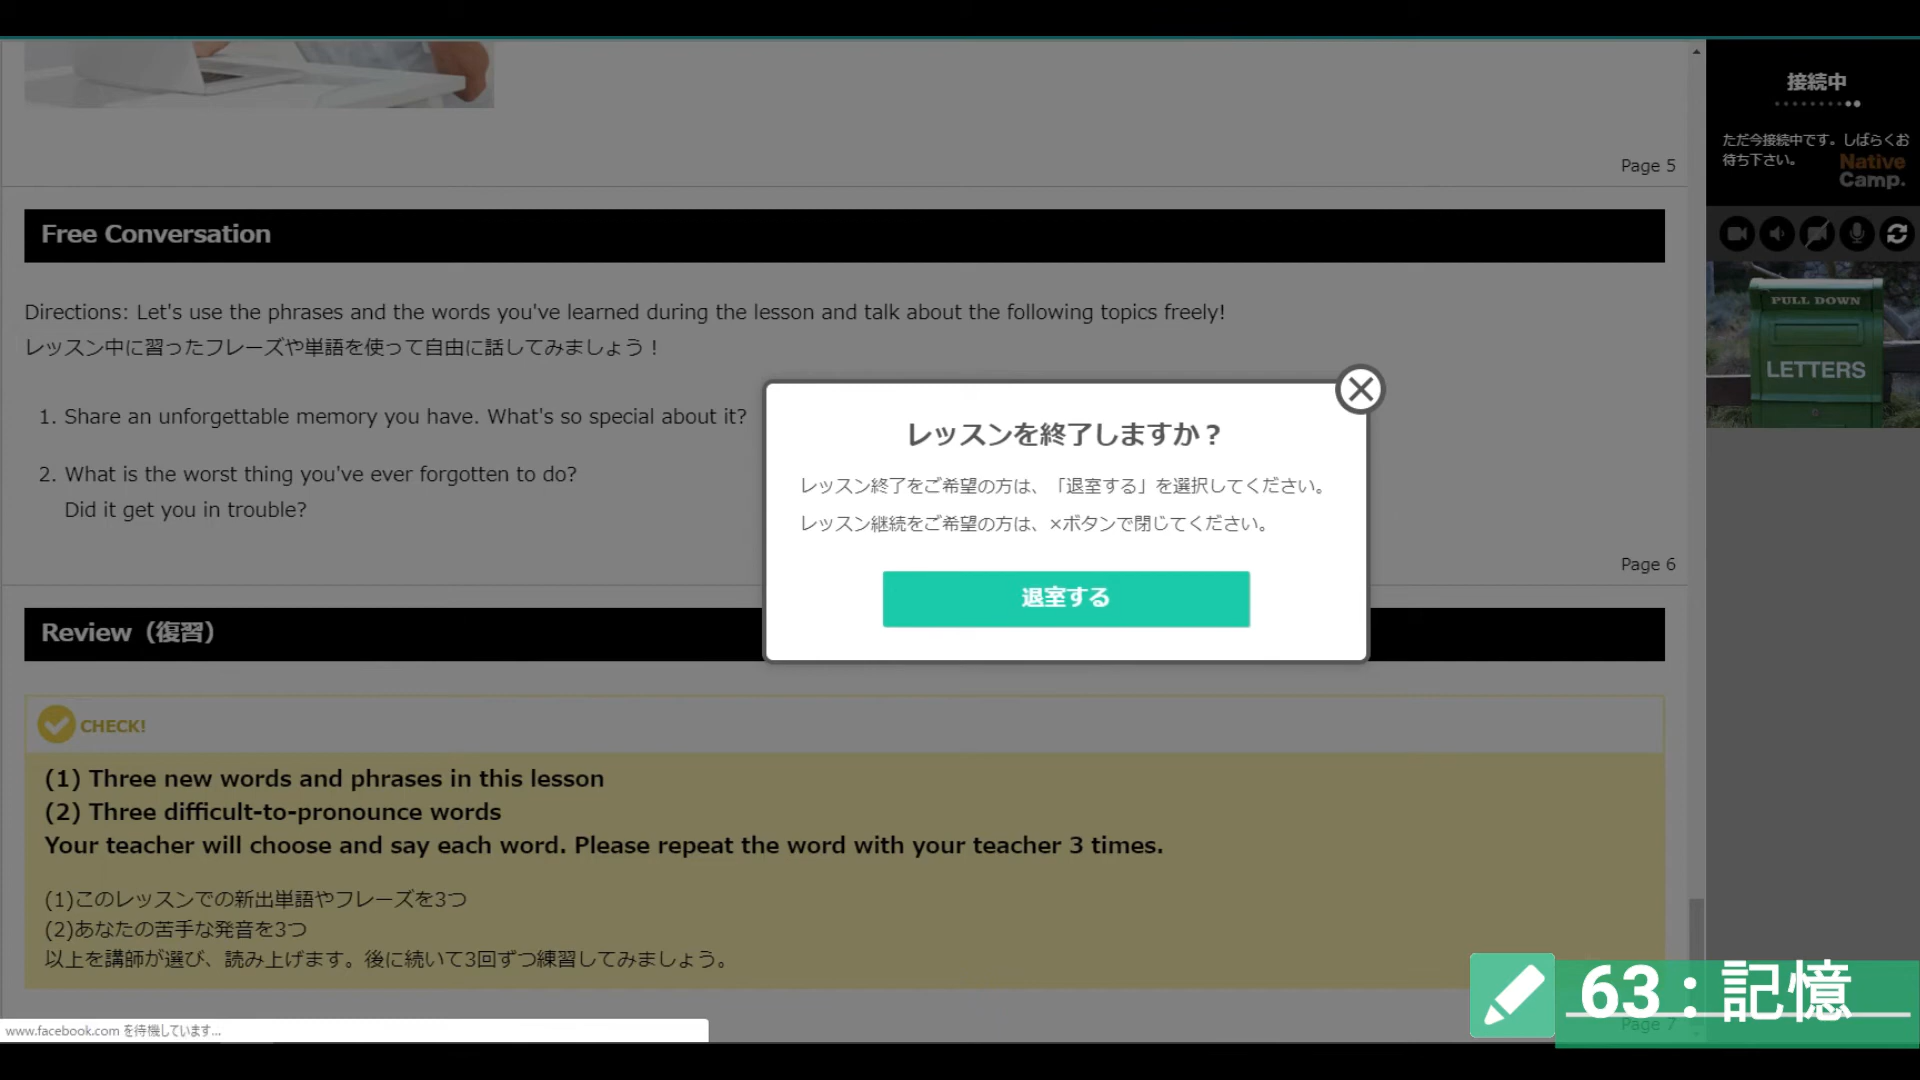 Page 5
Free Conversation
Directions: Let's use the phrases and the words you've learned during the lesson and talk about the following topics freely!
レッスン中に習ったフレーズや単語を使って自由に話してみましょう！
1. Share an unforgettable memory you have. What's so special about it?
2. What is the worst thing you've ever forgotten to do?
Did it get you in trouble?
Page 6
Review（復習）
CHECK!
(1) Three new words and phrases in this lesson
(2) Three difficult-to-pronounce words
Your teacher will choose and say each word. Please repeat the word with your teacher 3 times.
(1)このレッスンでの新出単語やフレーズを3つ
(2)あなたの苦手な発音を3つ
以上を講師が選び、読み上げます。後に続いて3回ずつ練習してみましょう。
Page 7
www.facebook.com を待機しています...
レッスンを終了しますか？
レッスン終了をご希望の方は、「退室する」を選択してください。
レッスン継続をご希望の方は、×ボタンで閉じてください。
退室する
接続中
ただ今接続中です。しばらくお
待ち下さい。
Native
Camp.
PULL DOWN
LETTERS
63：記憶